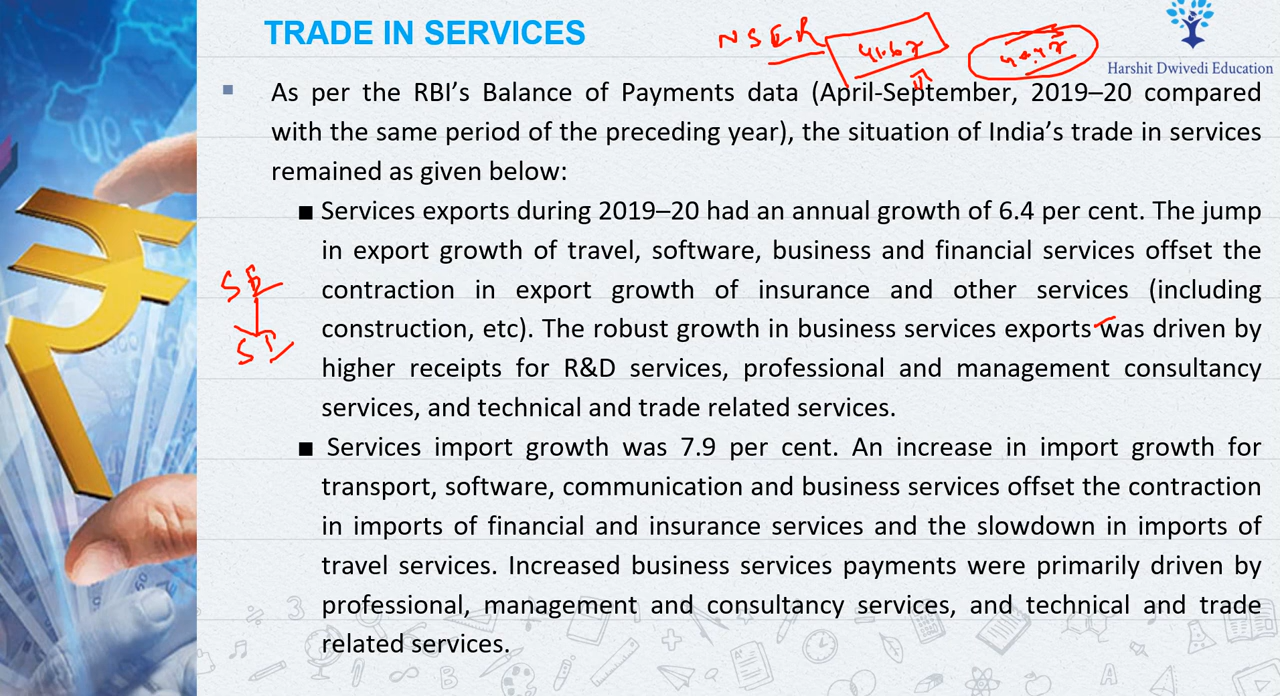 TRADE IN SERVICES
NSER
41.6%
Harshit Dwivedi Education
As per the RBI’s Balance of Payments data (April-September, 2019–20 compared
with the same period of the preceding year), the situation of India’s trade in services
remained as given below:
■ Services exports during 2019–20 had an annual growth of 6.4 per cent. The jump
in export growth of travel, software, business and financial services offset the
contraction in export growth of insurance and other services (including
construction, etc). The robust growth in business services exports was driven by
higher receipts for R&D services, professional and management consultancy
services, and technical and trade related services.
SE
SI
■ Services import growth was 7.9 per cent. An increase in import growth for
transport, software, communication and business services offset the contraction
in imports of financial and insurance services and the slowdown in imports of
travel services. Increased business services payments were primarily driven by
professional, management and consultancy services, and technical and trade
related services.